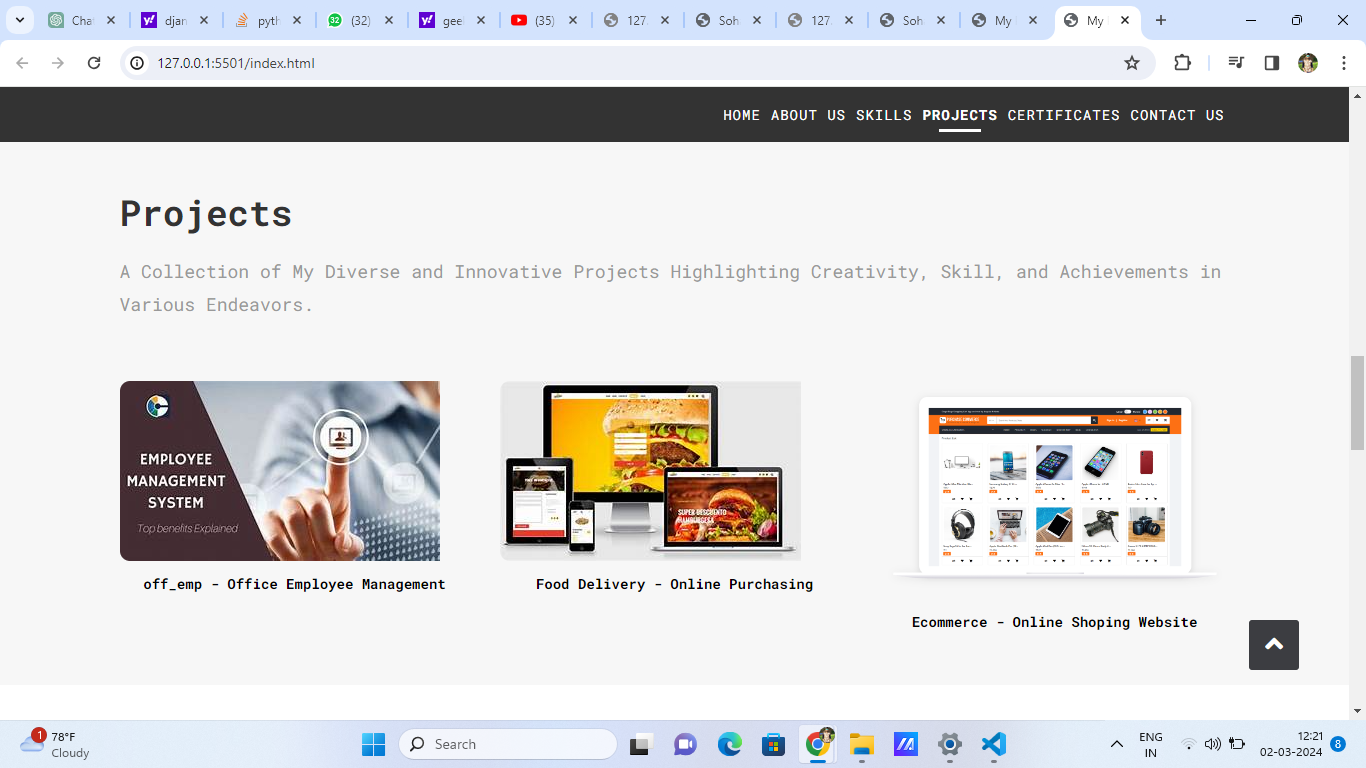 Chat
djan
pyth
(32)
gee
(35)
127.
Soh
127.
Soh
My
My
127.0.0.1:5501/index.html
HOME ABOUT US SKILLS PROJECTS CERTIFICATES CONTACT US
Projects
A Collection of My Diverse and Innovative Projects Highlighting Creativity, Skill, and Achievements in
Various Endeavors.
EMPLOYEE
MANAGEMENT
SYSTEM
Top benefits Explained
SUPER DESCUENTO
HAMBURGESA
off_emp - Office Employee Management
Food Delivery - Online Purchasing
Ecommerce - Online Shoping Website
1
78°F
Cloudy
Search
ENG
IN
12:21
02-03-2024
8